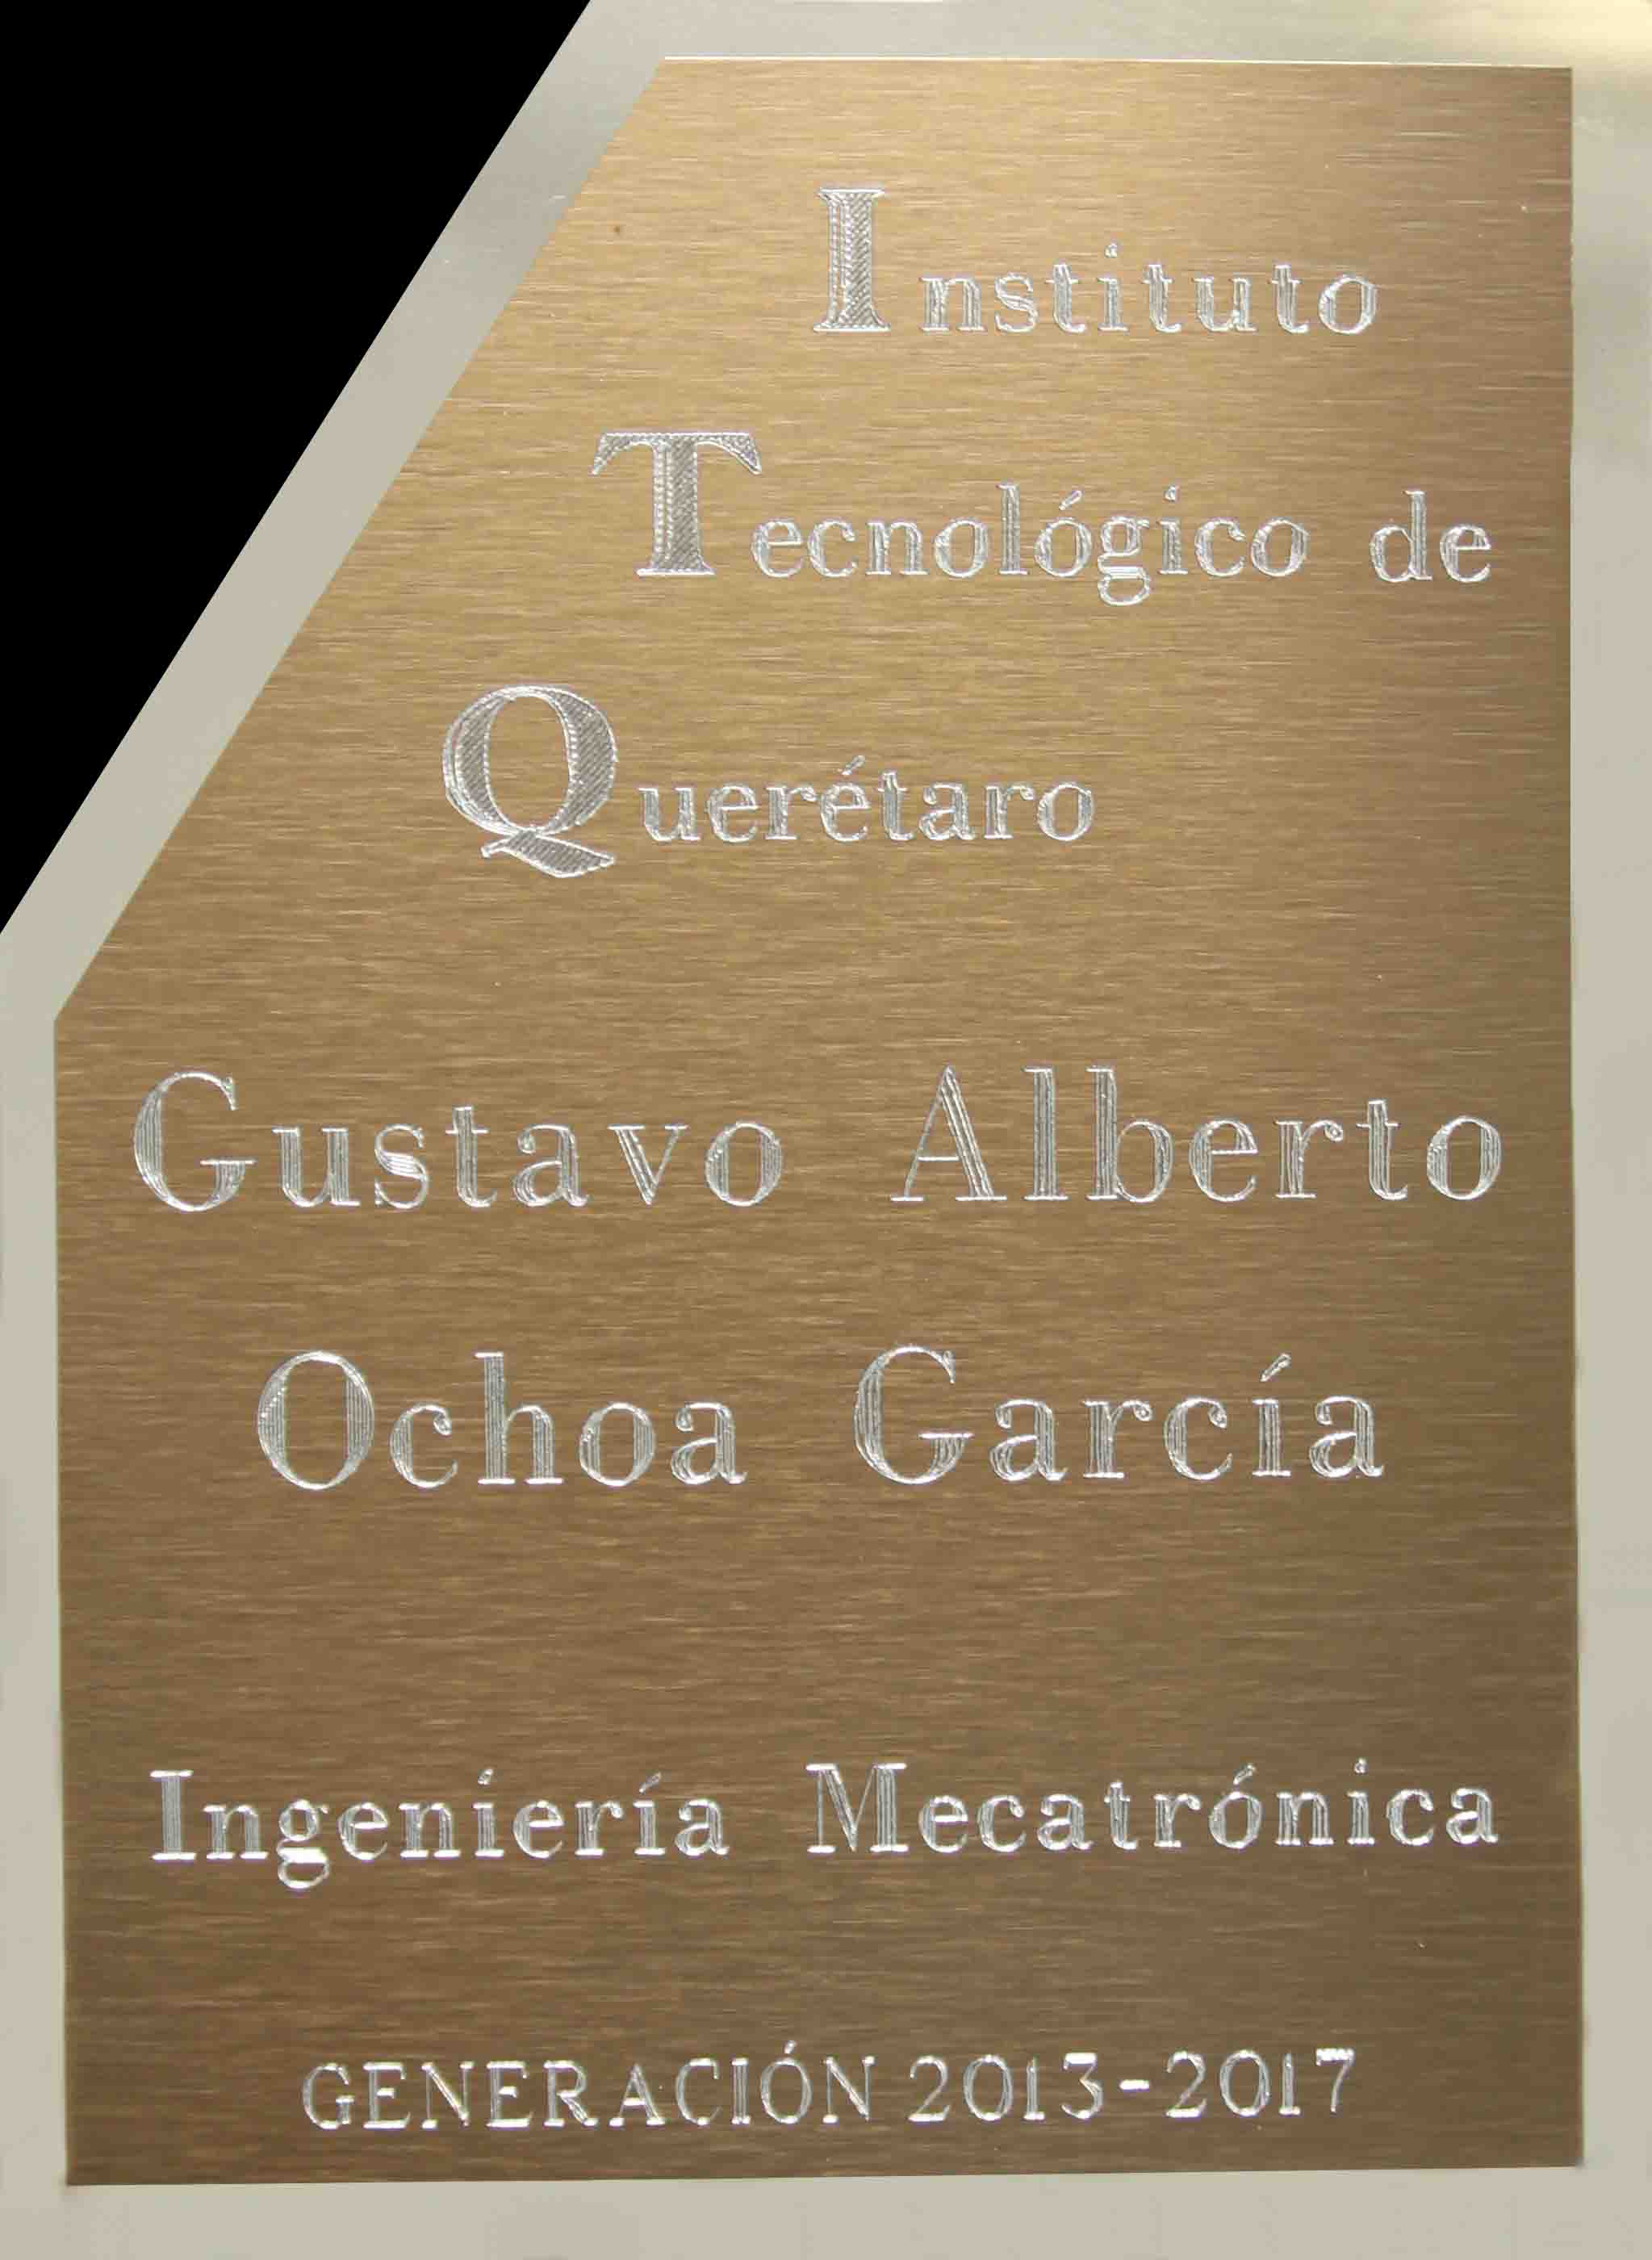 Instituto
Tecnológico de
Querétaro
Gustavo Alberto
Ochoa García
Ingeniería Mecatrónica
GENERACIÓN 2013-2017